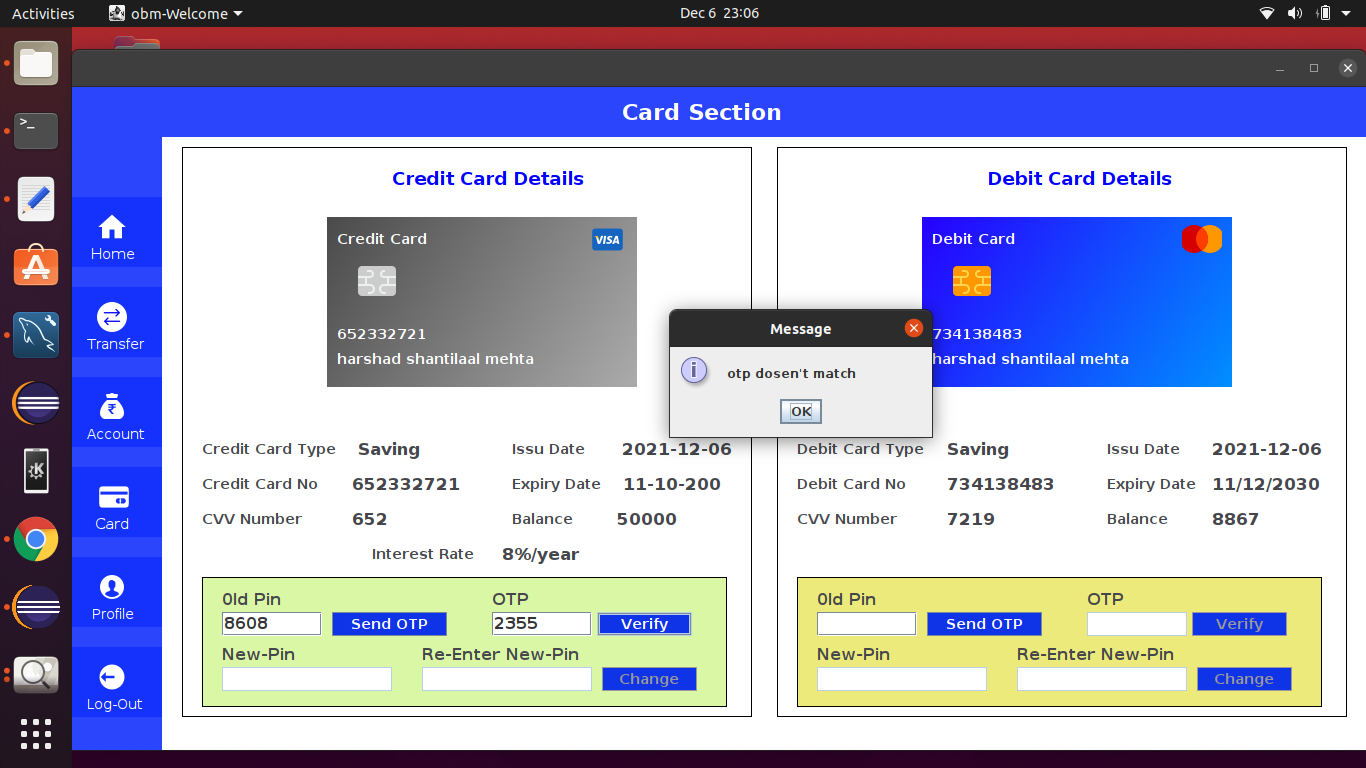 Activities obm-Welcome Dec 6 23:06
Card Section
Home
Transfer
Account
Card
Profile
Log-Out
Credit Card Details
Credit Card VISA
652332721
harshad shantilaal mehta
Credit Card Type Saving Issu Date 2021-12-06
Credit Card No 652332721 Expiry Date 11-10-200
CVV Number 652 Balance 50000
Interest Rate 8%/year
Old Pin OTP
8608 Send OTP 2355 Verify
New-Pin Re-Enter New-Pin
Change
Debit Card Details
Debit Card
734138483
harshad shantilaal mehta
Debit Card Type Saving Issu Date 2021-12-06
Debit Card No 734138483 Expiry Date 11/12/2030
CVV Number 7219 Balance 8867
Old Pin OTP
Send OTP Verify
New-Pin Re-Enter New-Pin
Change
Message
otp dosen't match
OK